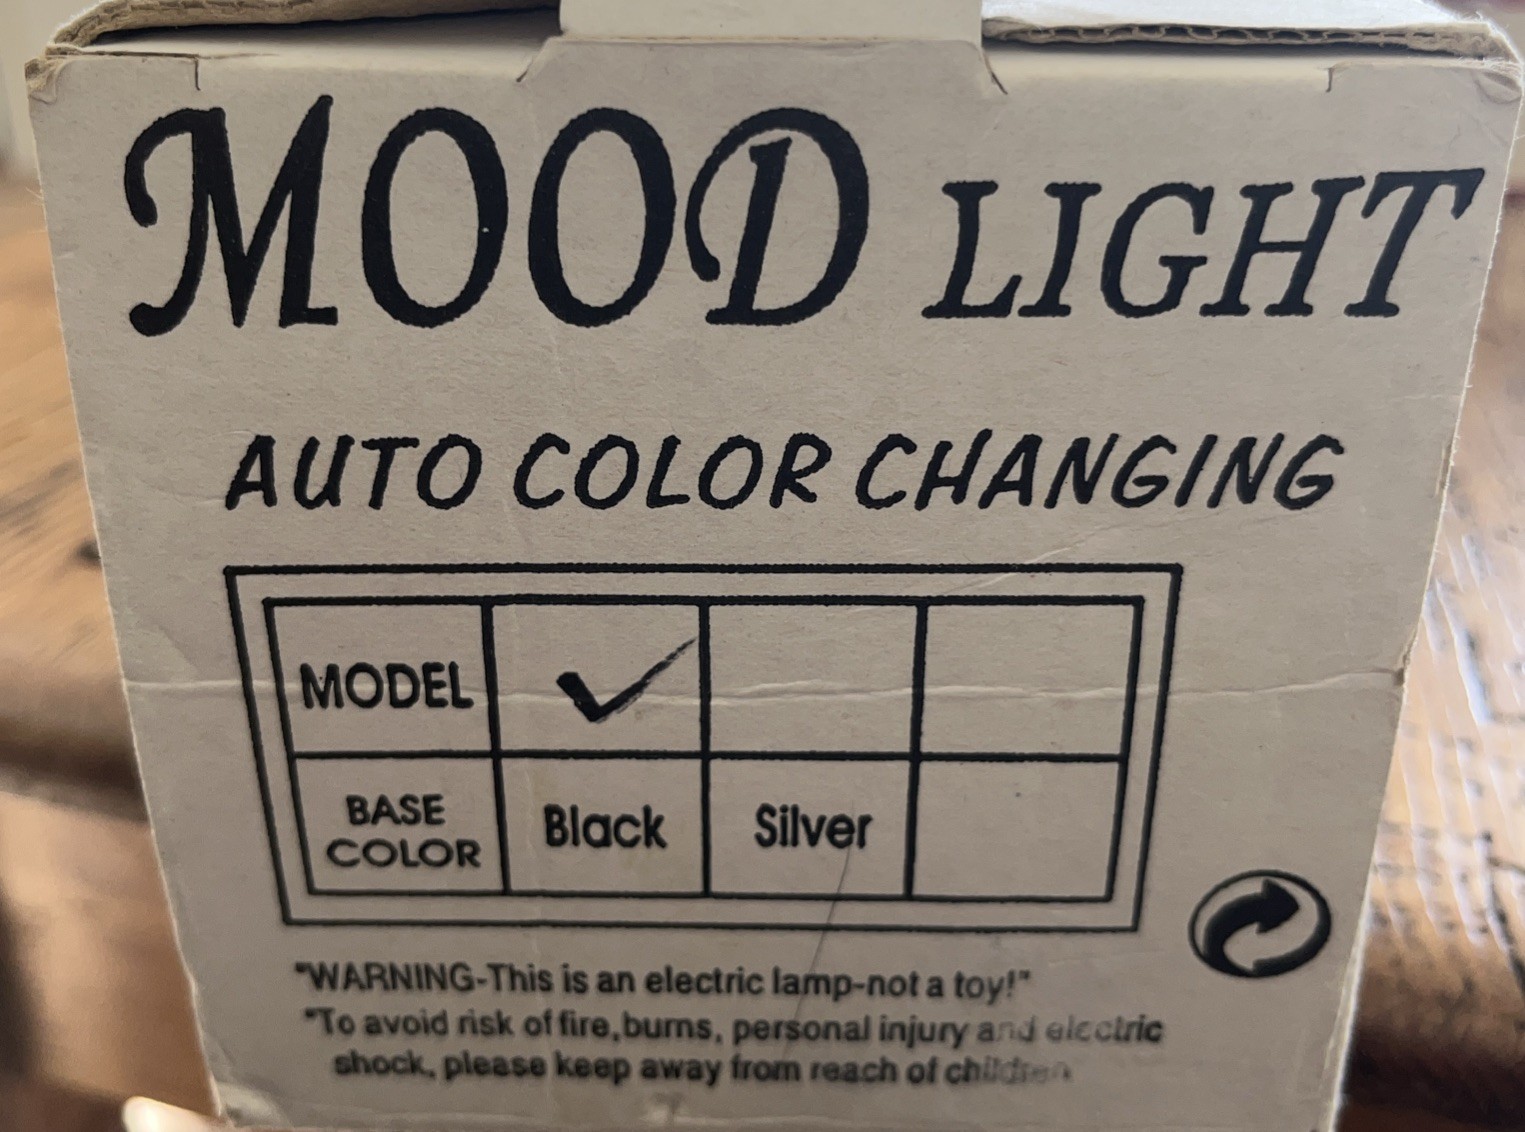 MOOD LIGHT
AUTO COLOR CHANGING
MODEL ✓
BASE COLOR Black Silver
"WARNING-This is an electric lamp-not a toy!"
"To avoid risk of fire,burns, personal injury and electric
shock, please keep away from reach of children